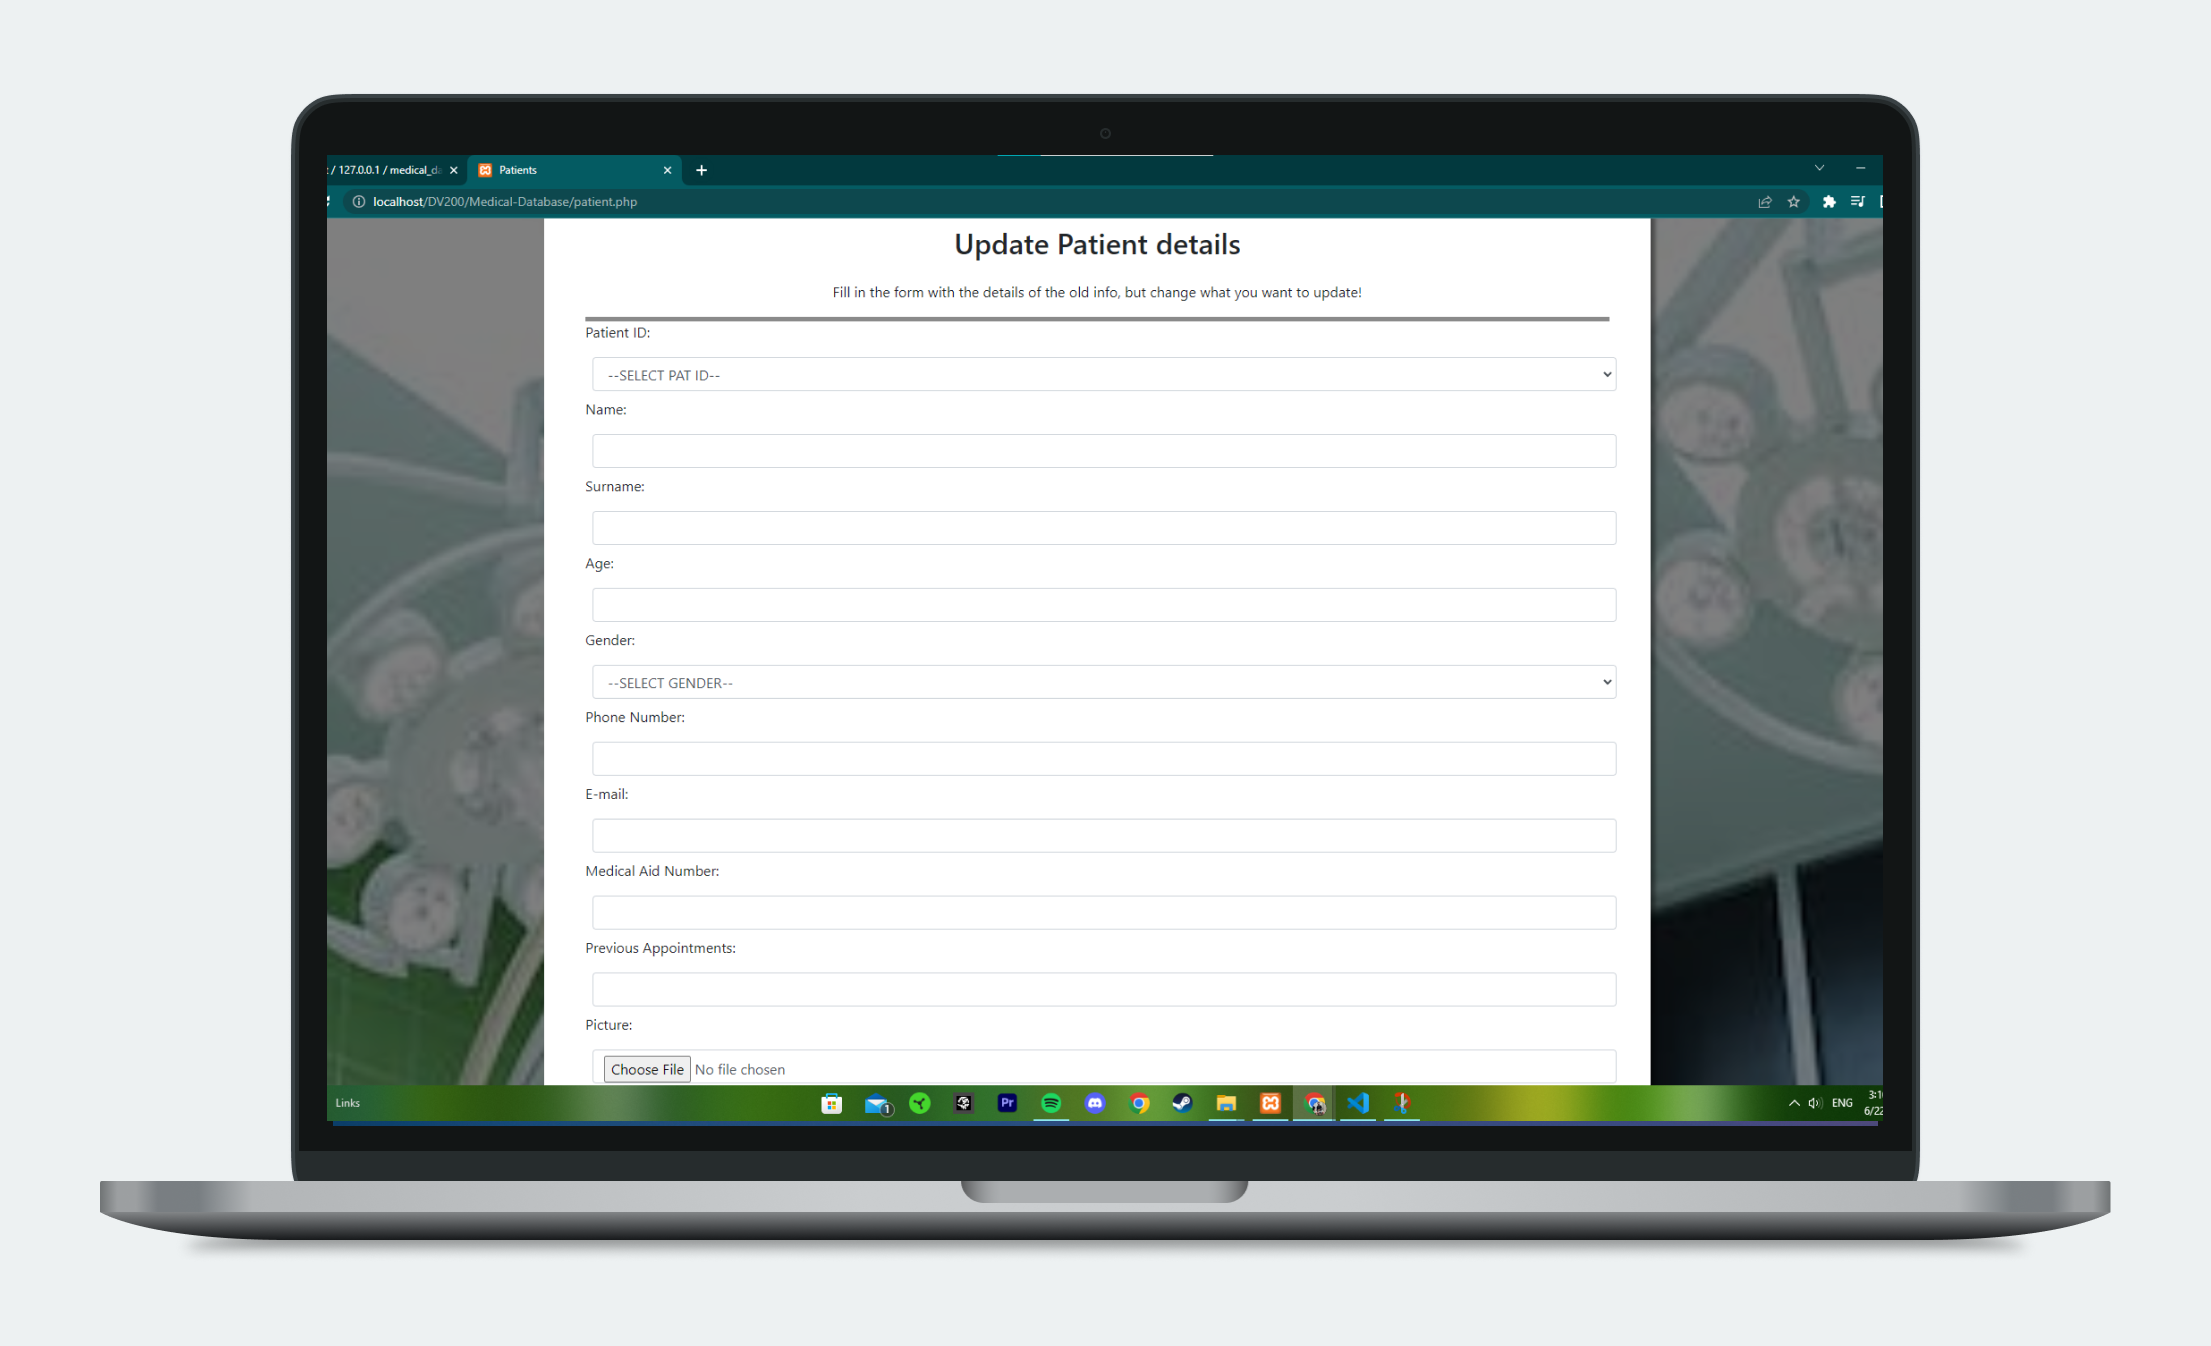 : / 127.0.0.1 / medical_da
Patients
localhost/DV200/Medical-Database/patient.php
Update Patient details
Fill in the form with the details of the old info, but change what you want to update!
Patient ID:
--SELECT PAT ID--
Name:
Surname:
Age:
Gender:
--SELECT GENDER--
Phone Number:
E-mail:
Medical Aid Number:
Previous Appointments:
Picture:
Choose File No file chosen
Links
1
Pr
ENG
3:1
6/22